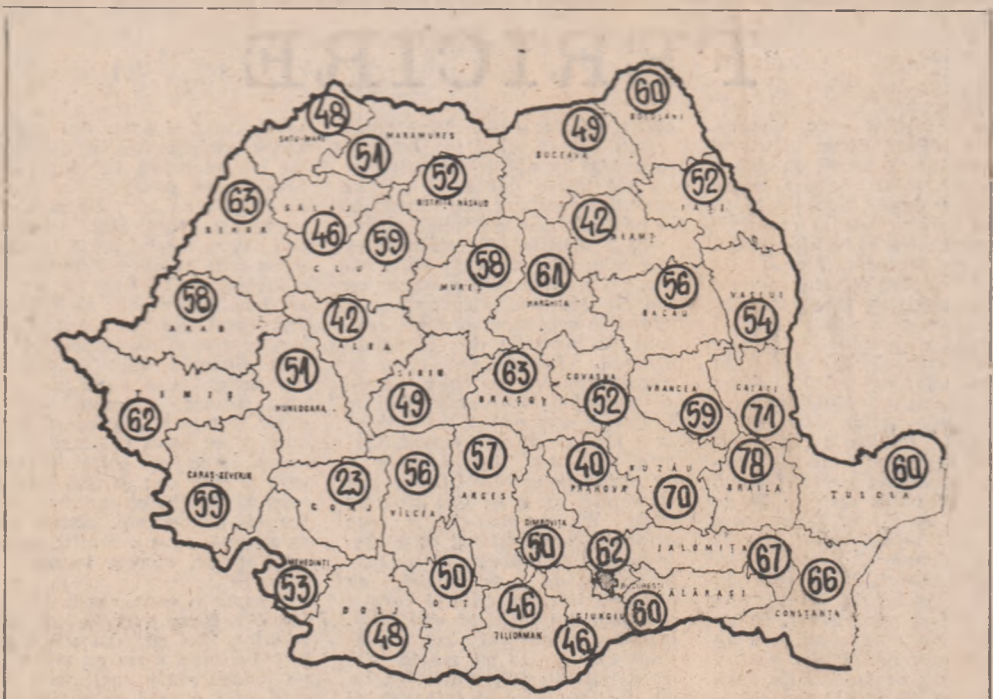 48
SATU-MARE
MARAMUREȘ
51
60
BOTOȘANI
49
SUCEAVA
52
BISTRIȚA NĂSĂUD
52
IAȘI
63
BIHOR
SĂLAJ
46
59
CLUJ
42
NEAMȚ
58
MUREȘ
61
HARGHITA
56
BACĂU
VASLUI
54
58
ARAD
42
ALBA
51
HUNEDOARA
SIBIU
49
63
BRAȘOV
COVASNA
52
VRANCEA
59
GALAȚI
71
TIMIȘ
62
CARAȘ-SEVERIN
59
23
GORJ
56
VÎLCEA
57
ARGEȘ
40
PRAHOVA
BUZĂU
70
78
BRĂILA
60
TULCEA
DÎMBOVIȚA
50
62
IALOMIȚA
67
66
CONSTANȚA
MEHEDINȚI
53
DOLJ
48
50
OLT
46
TELEORMAN
BUCUREȘTI
GIURGIU
46
60
CĂLĂRAȘI